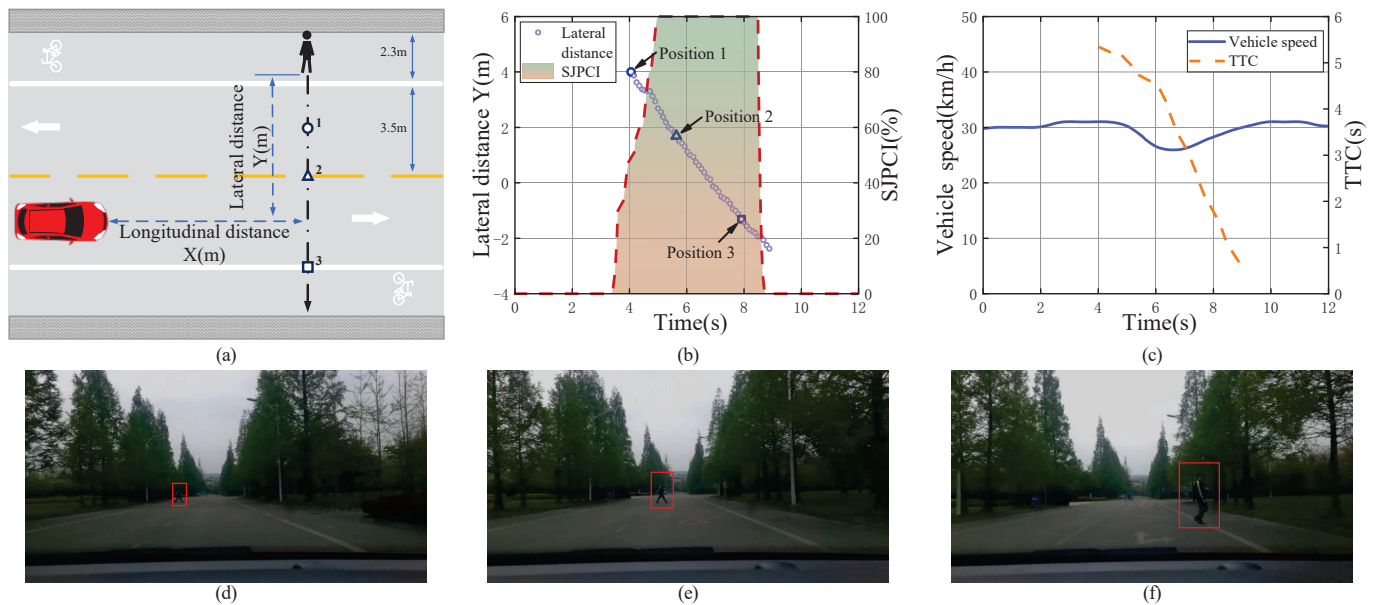 2.3m
1
3.5m
Lateral distance
Y(m)
2
Longitudinal distance
X(m)
3
(a)
Lateral distance Y(m)
6
4
2
0
−2
−4
Lateral
distance
SJPCI
Position 1
Position 2
Position 3
100
80
60
40
20
0
SJPCI(%)
0 2 4 6 8 10 12
Time(s)
(b)
Vehicle speed(km/h)
50
40
30
20
10
0
Vehicle speed
TTC
6
5
4
3
2
1
0
TTC(s)
0 2 4 6 8 10 12
Time(s)
(c)
(d)
(e)
(f)